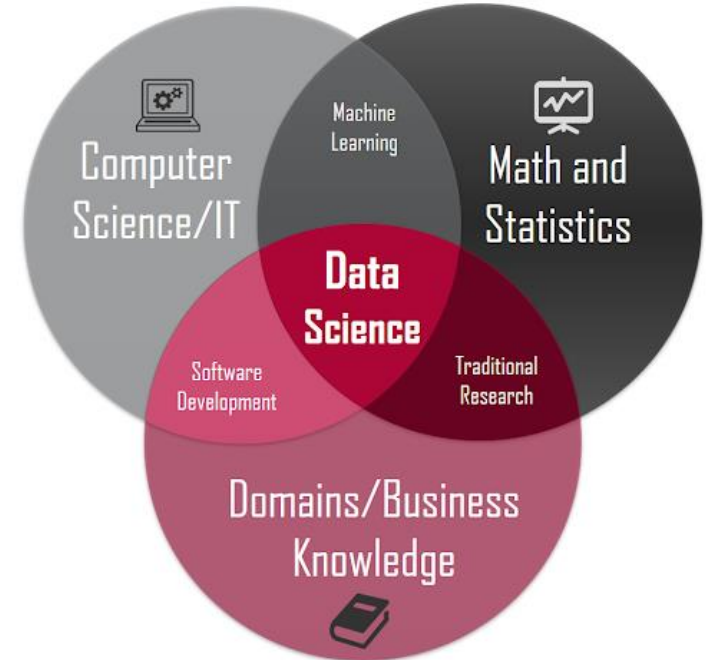 Machine
Learning
Computer
Science/IT
Math and
Statistics
Data
Science
Software
Development
Traditional
Research
Domains/Business
Knowledge